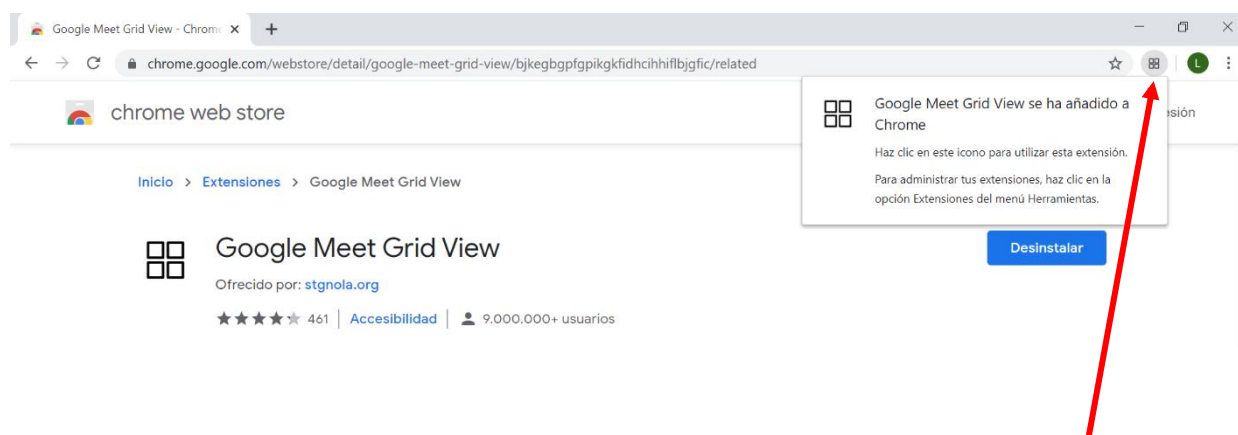 Google Meet Grid View - Chrom
chrome.google.com/webstore/detail/google-meet-grid-view/bjkegbgpfgpikgkfidhcihhiflbjgfic/related
L
chrome web store
esión
Google Meet Grid View se ha añadido a
Chrome
Haz clic en este icono para utilizar esta extensión.
Para administrar tus extensiones, haz clic en la
opción Extensiones del menú Herramientas.
Inicio > Extensiones > Google Meet Grid View
Google Meet Grid View
Desinstalar
Ofrecido por: stgnola.org
461 | Accesibilidad | 9.000.000+ usuarios